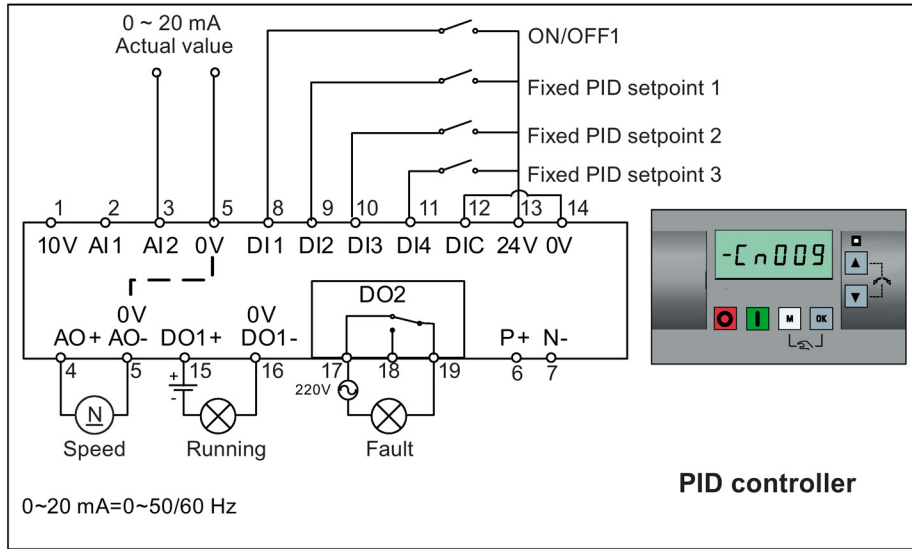 0 ~ 20 mA
Actual value
ON/OFF1
Fixed PID setpoint 1
Fixed PID setpoint 2
Fixed PID setpoint 3
1 2 3 5 8 9 10 11 12 13 14
10V AI1 AI2 0V DI1 DI2 DI3 DI4 DIC 24V 0V
-Cn009
M OK
DO2
0V 0V
AO+ AO- DO1+ DO1- P+ N-
4 5 15 16 17 18 19 6 7
+
-
220V
N
Speed Running Fault
0~20 mA=0~50/60 Hz
PID controller